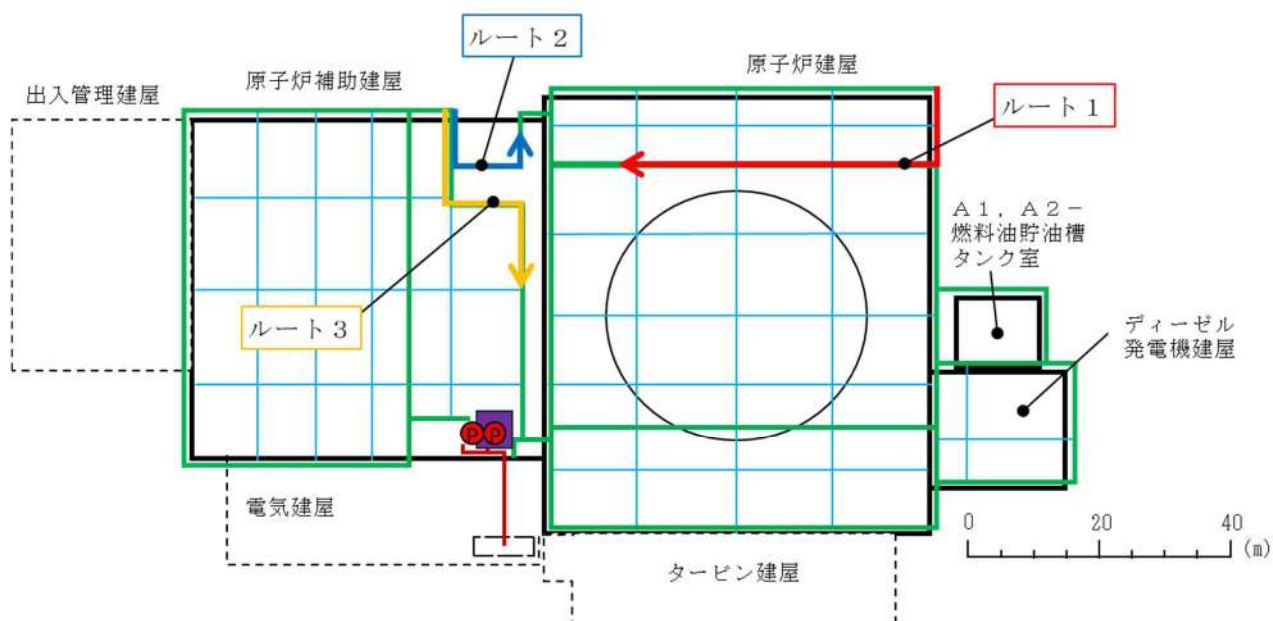 ルート２
原子炉補助建屋
原子炉建屋
出入管理建屋
ルート１
Ａ１，Ａ２－
燃料油貯油槽
タンク室
ルート３
ディーゼル
発電機建屋
P P
電気建屋
タービン建屋
0 20 40
(m)